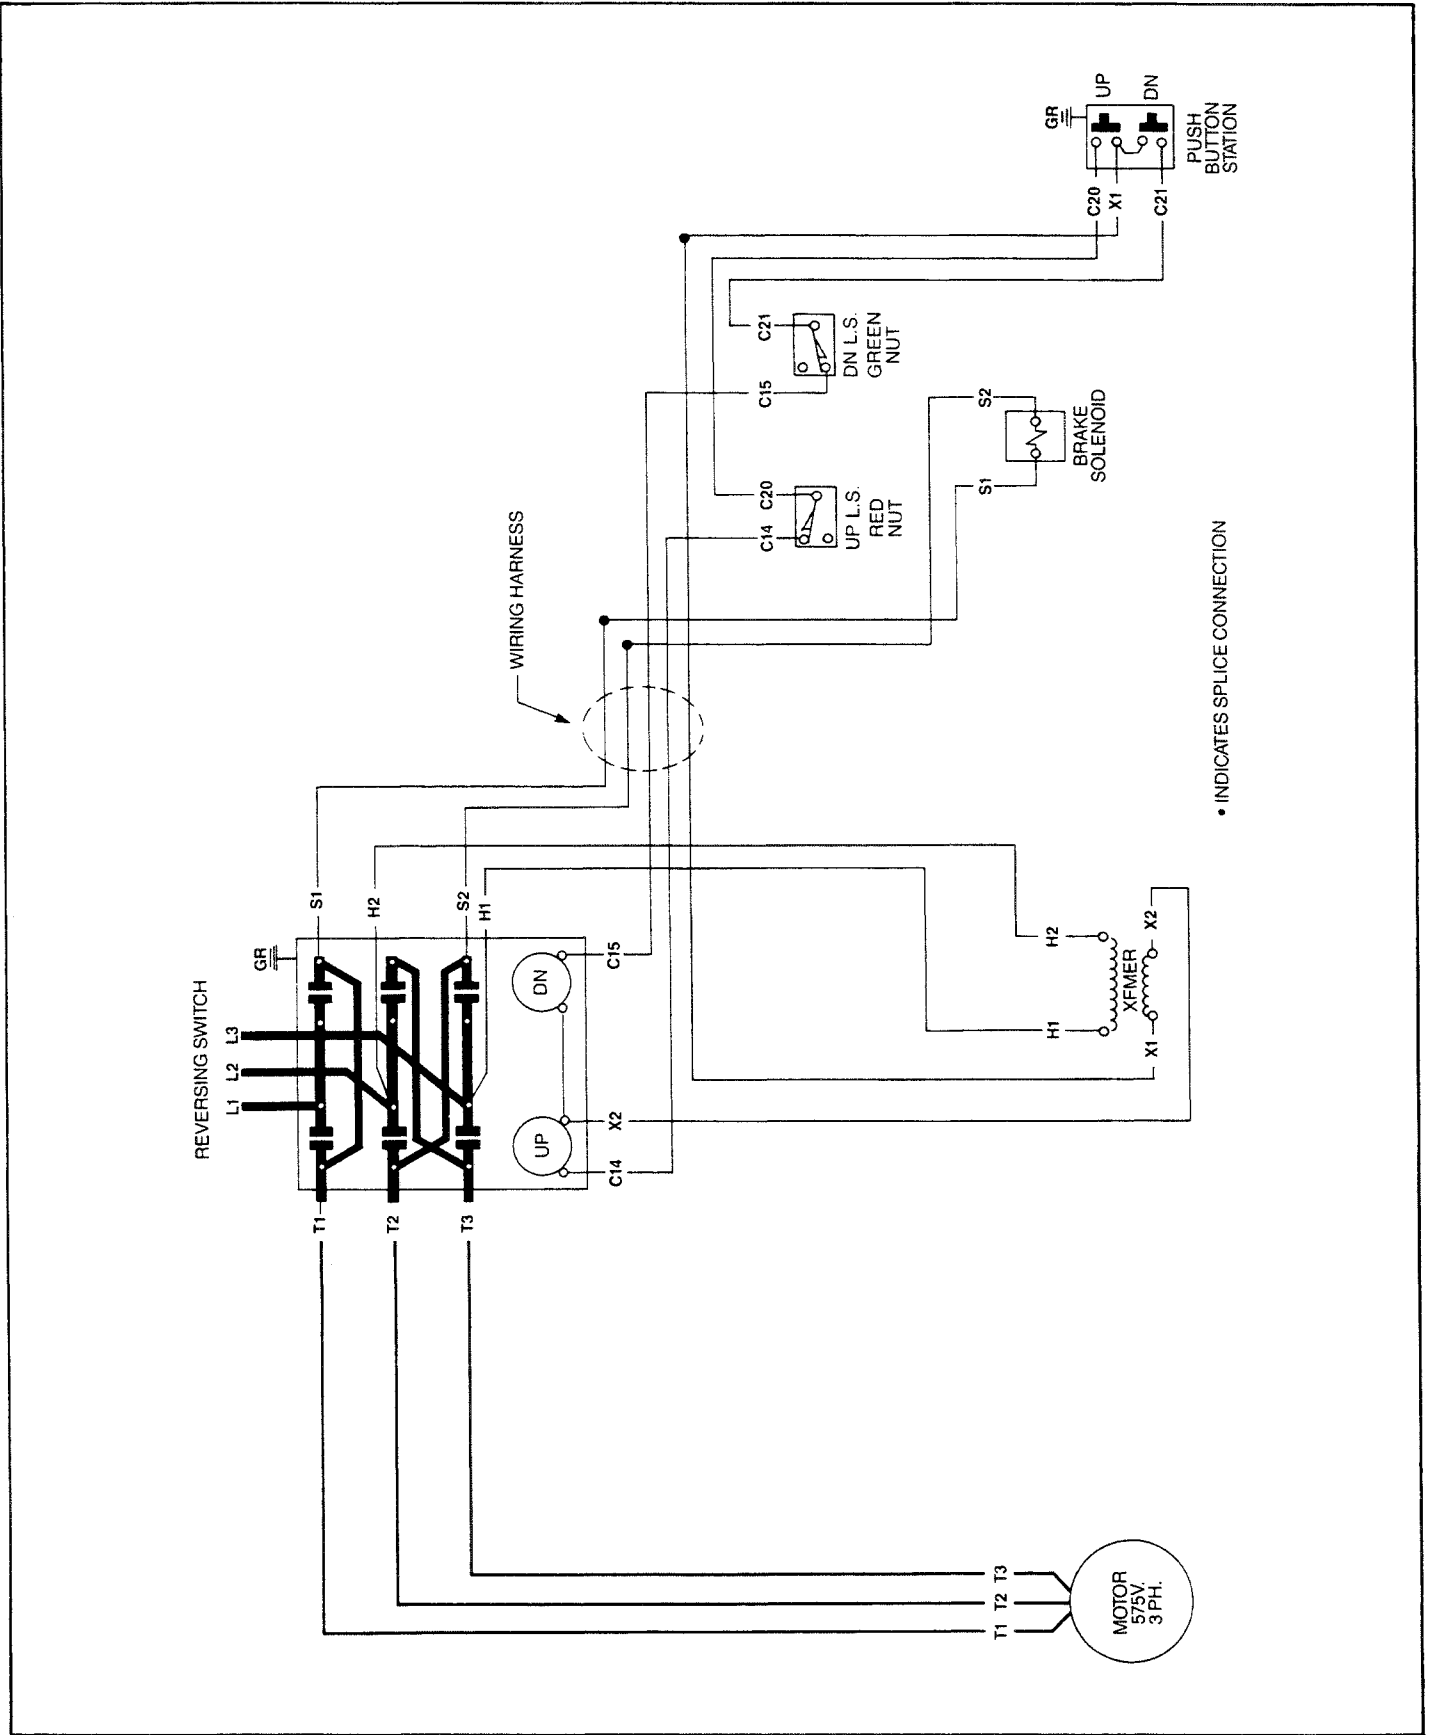 REVERSING SWITCH
L1
L2
L3
GR
S1
H2
S2
H1
UP
DN
C14
X2
C15
T1
T2
T3
WIRING HARNESS
C14
C20
UP L.S.
RED
NUT
C15
C21
DN L.S.
GREEN
NUT
S1
S2
BRAKE
SOLENOID
GR
UP
DN
C20
X1
C21
PUSH
BUTTON
STATION
H1
H2
XFMER
X1
X2
T1
T2
T3
MOTOR
575V.
3 PH.
• INDICATES SPLICE CONNECTION